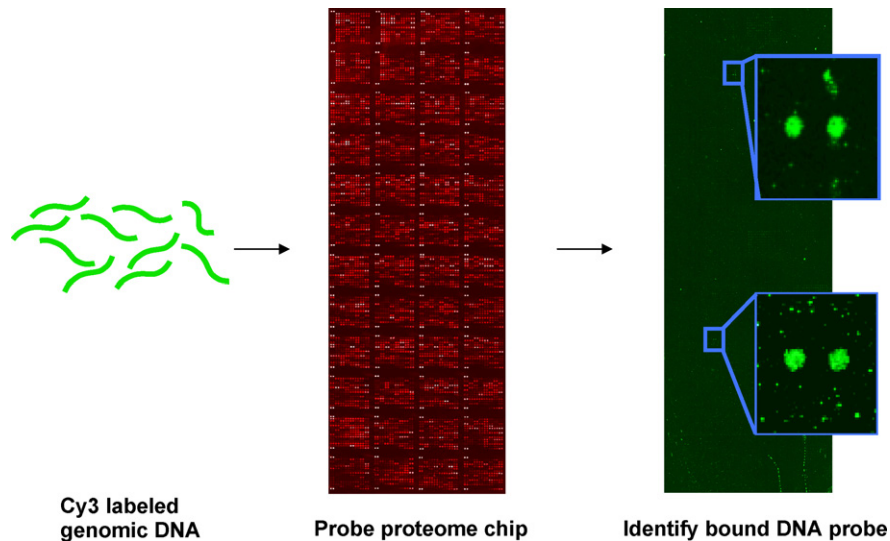 Cy3 labeled
genomic DNA
Probe proteome chip
Identify bound DNA probe